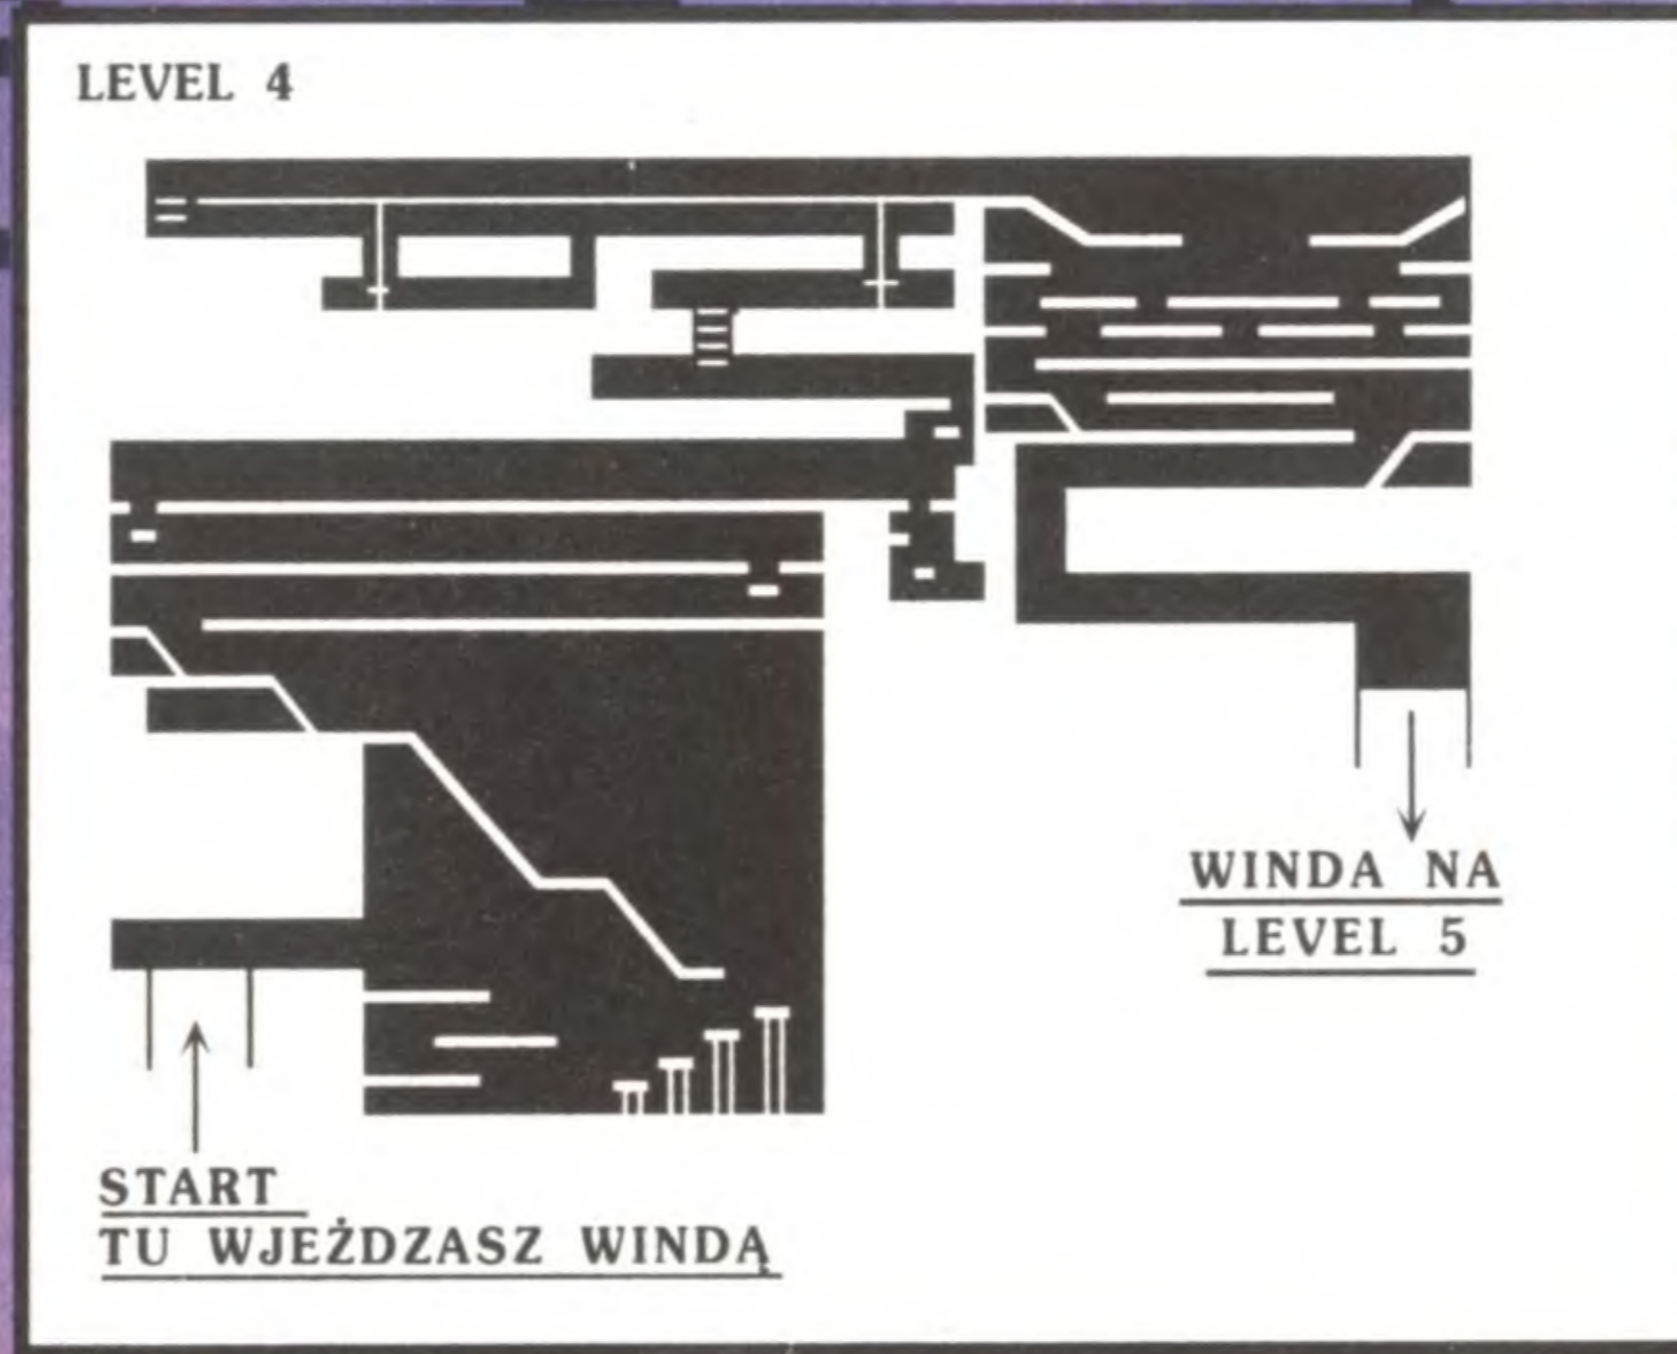 LEVEL 4
WINDA NA
LEVEL 5
START
TU WJEŻDZASZ WINDĄ